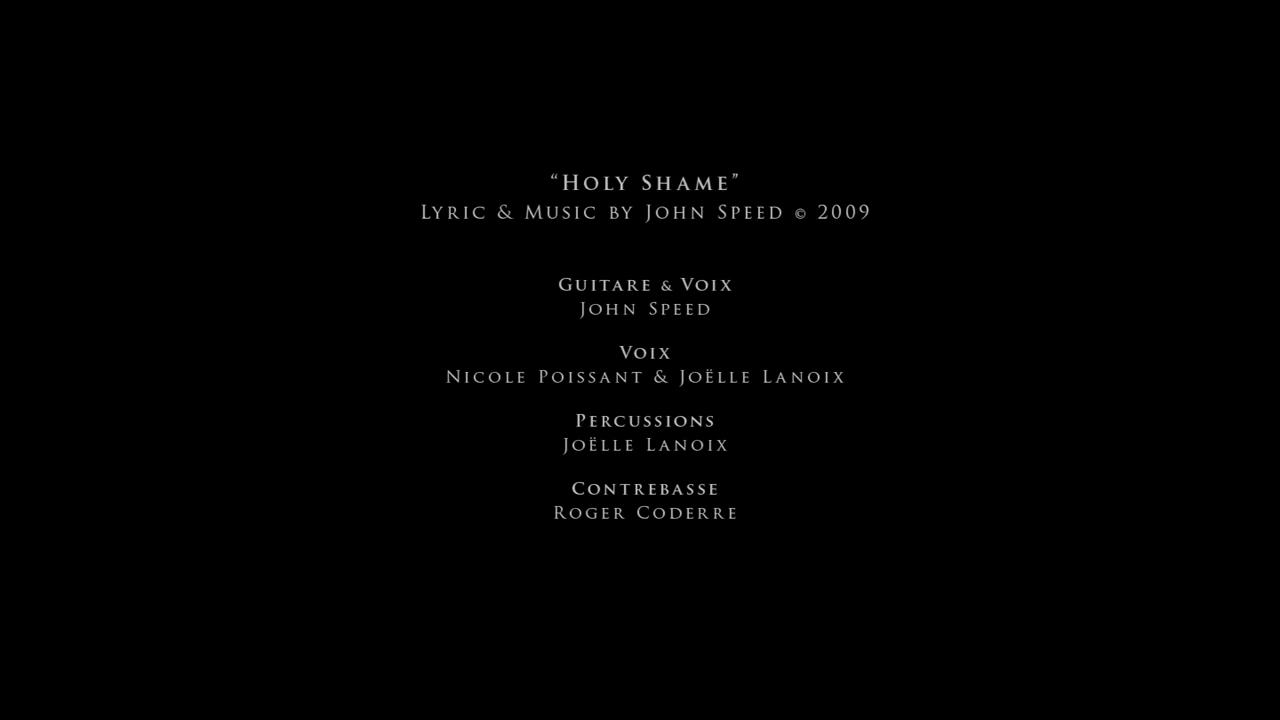 “Holy Shame”
Lyric & Music by John Speed © 2009
Guitare & Voix
John Speed
Voix
Nicole Poissant & Joëlle Lanoix
Percussions
Joëlle Lanoix
Contrebasse
Roger Coderre